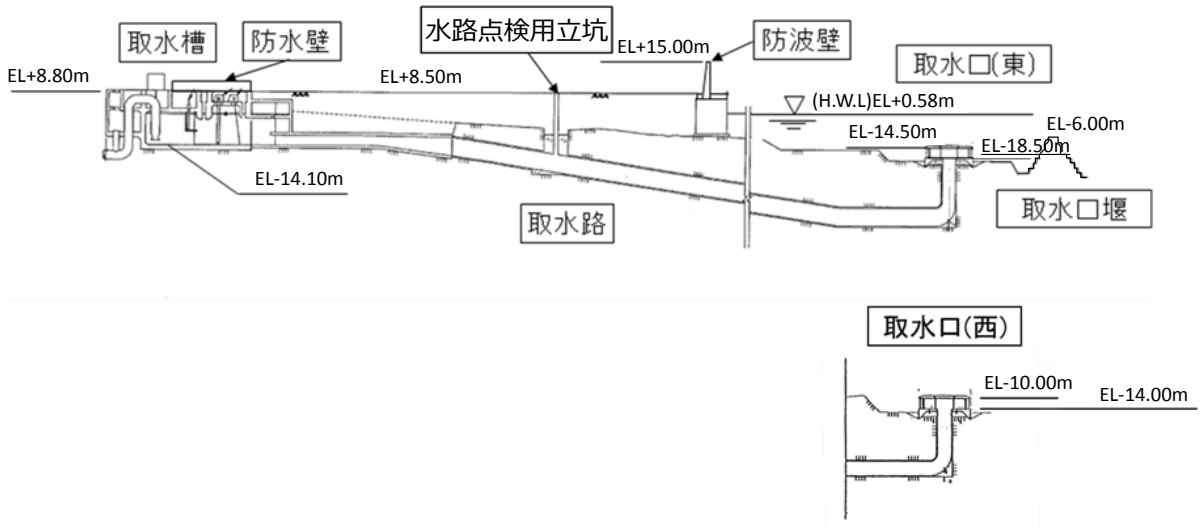 水路点検用立坑
取水槽
防水壁
EL+15.00m
防波壁
取水口(東)
EL+8.80m
EL+8.50m
(H.W.L)EL+0.58m
EL-14.50m
EL-6.00m
EL-18.50m
EL-14.10m
取水路
取水口堰
取水口(西)
EL-10.00m
EL-14.00m